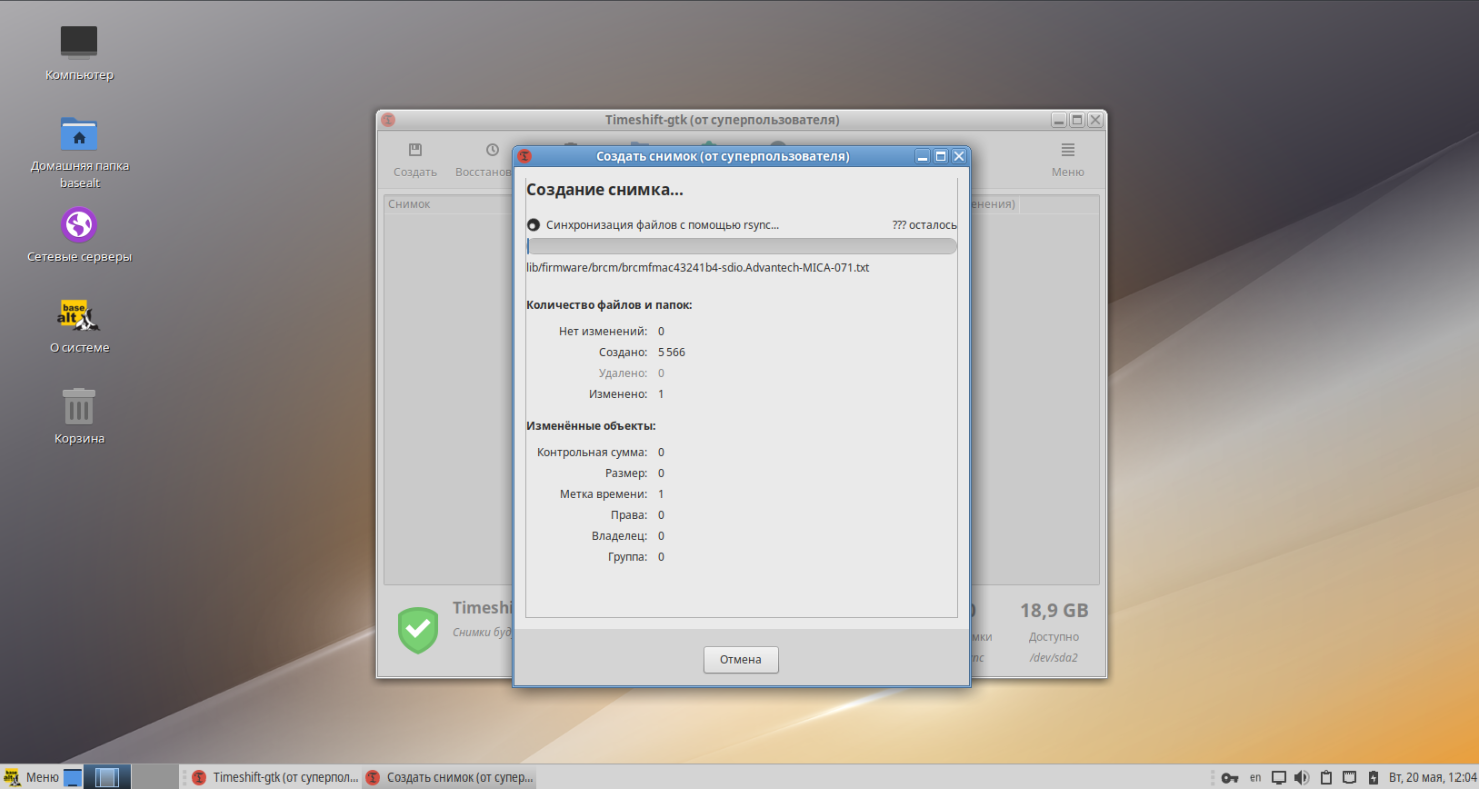 Компьютер
Домашняя папка
basealt
Сетевые серверы
base
alt
О системе
Корзина
Timeshift-gtk (от суперпользователя)
Создать
Восстанов
Меню
Снимок
енения)
Создать снимок (от суперпользователя)
Создание снимка...
Синхронизация файлов с помощью rsync...
??? осталось
lib/firmware/brcm/brcmfmac43241b4-sdio.Advantech-MICA-071.txt
Количество файлов и папок:
Нет изменений: 0
Создано: 5 566
Удалено: 0
Изменено: 1
Изменённые объекты:
Контрольная сумма: 0
Размер: 0
Метка времени: 1
Права: 0
Владелец: 0
Группа: 0
Отмена
Timeshi
Снимки буд
18,9 GB
мки
Доступно
nc
/dev/sda2
Меню
Timeshift-gtk (от суперпол...
Создать снимок (от супер...
en
Вт, 20 мая, 12:04